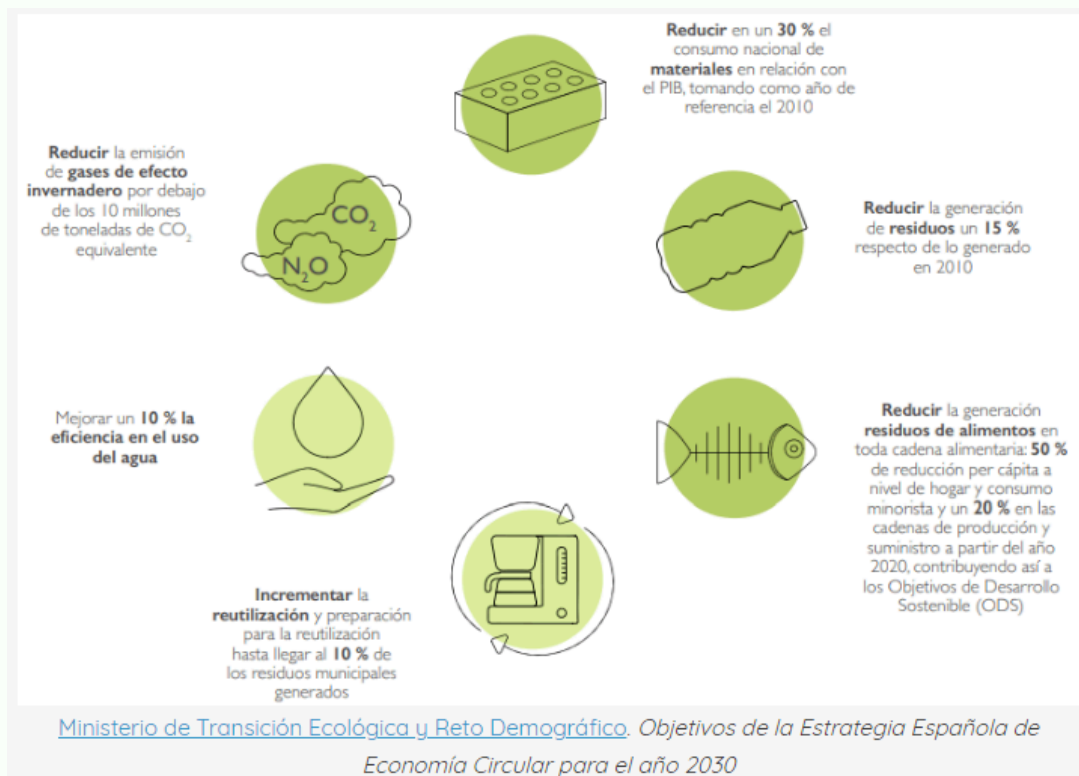 Reducir en un 30 % el
consumo nacional de
materiales en relación con
el PIB, tomando como año de
referencia el 2010
Reducir la emisión
de gases de efecto
invernadero por debajo
de los 10 millones
de toneladas de CO₂
equivalente
CO₂
N₂O
Reducir la generación
de residuos un 15 %
respecto de lo generado
en 2010
Mejorar un 10 % la
eficiencia en el uso
del agua
Reducir la generación
residuos de alimentos en
toda cadena alimentaria: 50 %
de reducción per cápita a
nivel de hogar y consumo
minorista y un 20 % en las
cadenas de producción y
suministro a partir del año
2020, contribuyendo así a
los Objetivos de Desarrollo
Sostenible (ODS)
Incrementar la
reutilización y preparación
para la reutilización
hasta llegar al 10 % de
los residuos municipales
generados
Ministerio de Transición Ecológica y Reto Demográfico. Objetivos de la Estrategia Española de
Economía Circular para el año 2030